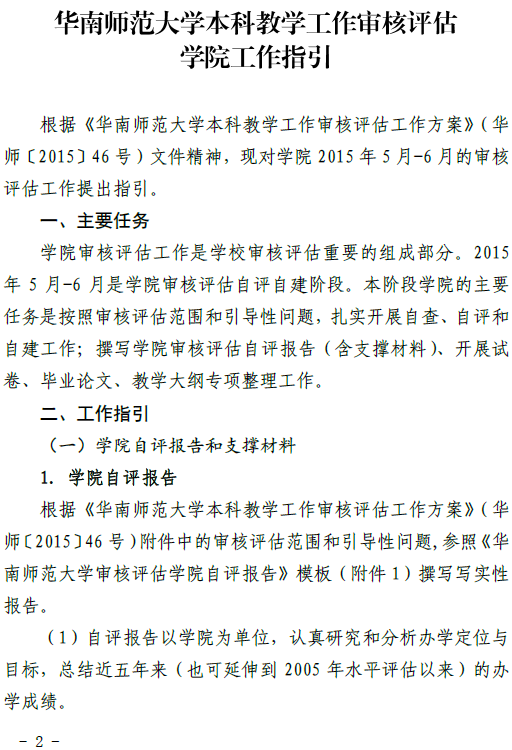 华南师范大学本科教学工作审核评估
学院工作指引
根据《华南师范大学本科教学工作审核评估工作方案》（华
师〔2015〕46 号）文件精神，现对学院 2015 年 5 月-6 月的审核
评估工作提出指引。
一、主要任务
学院审核评估工作是学校审核评估重要的组成部分。2015
年 5 月-6 月是学院审核评估自评自建阶段。本阶段学院的主要
任务是按照审核评估范围和引导性问题，扎实开展自查、自评和
自建工作；撰写学院审核评估自评报告（含支撑材料）、开展试
卷、毕业论文、教学大纲专项整理工作。
二、工作指引
（一）学院自评报告和支撑材料
1. 学院自评报告
根据《华南师范大学本科教学工作审核评估工作方案》（华
师〔2015〕46 号）附件中的审核评估范围和引导性问题,参照《华
南师范大学审核评估学院自评报告》模板（附件 1）撰写写实性
报告。
（1）自评报告以学院为单位，认真研究和分析办学定位与
目标，总结近五年来（也可延伸到 2005 年水平评估以来）的办
学成绩。
- 2 -